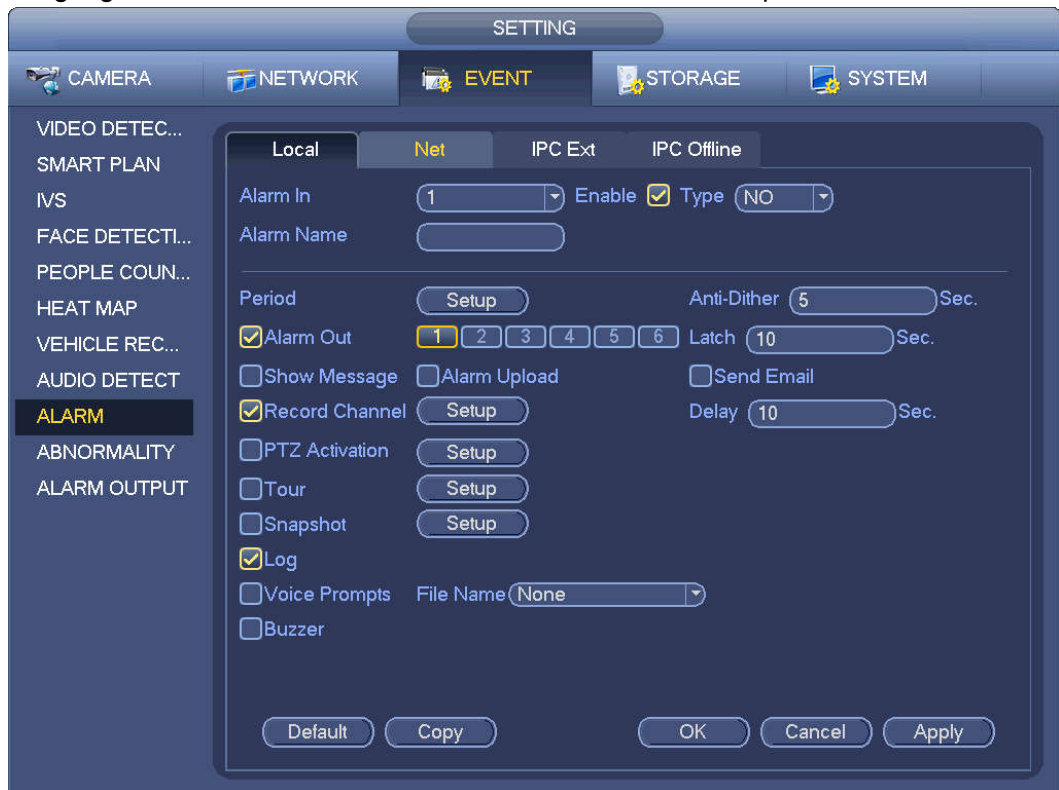 SETTING
CAMERA NETWORK EVENT STORAGE SYSTEM
VIDEO DETEC...
SMART PLAN
IVS
FACE DETECTI...
PEOPLE COUN...
HEAT MAP
VEHICLE REC...
AUDIO DETECT
ALARM
ABNORMALITY
ALARM OUTPUT
Local Net IPC Ext IPC Offline
Alarm In 1 Enable Type NO
Alarm Name
Period Setup Anti-Dither 5 Sec.
Alarm Out 1 2 3 4 5 6 Latch 10 Sec.
Show Message Alarm Upload Send Email
Record Channel Setup Delay 10 Sec.
PTZ Activation Setup
Tour Setup
Snapshot Setup
Log
Voice Prompts File Name None
Buzzer
Default Copy OK Cancel Apply